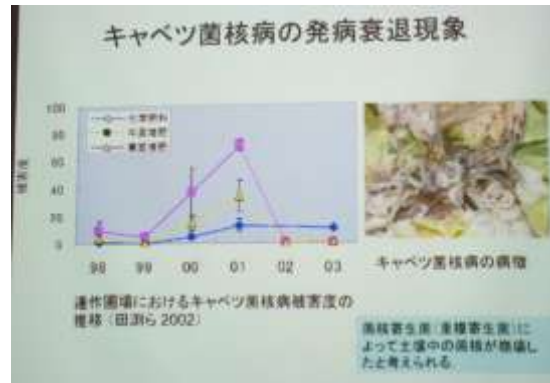 キャベツ菌核病の発病衰退現象
100
80
60
40
20
0
98 99 00 01 02 03
キャベツ菌核病の病徴
連作圃場におけるキャベツ菌核病被害度の
推移（田渕ら 2002）
菌核寄生菌（重複寄生菌）に
よって土壌中の菌核が崩壊し
たと考えられる